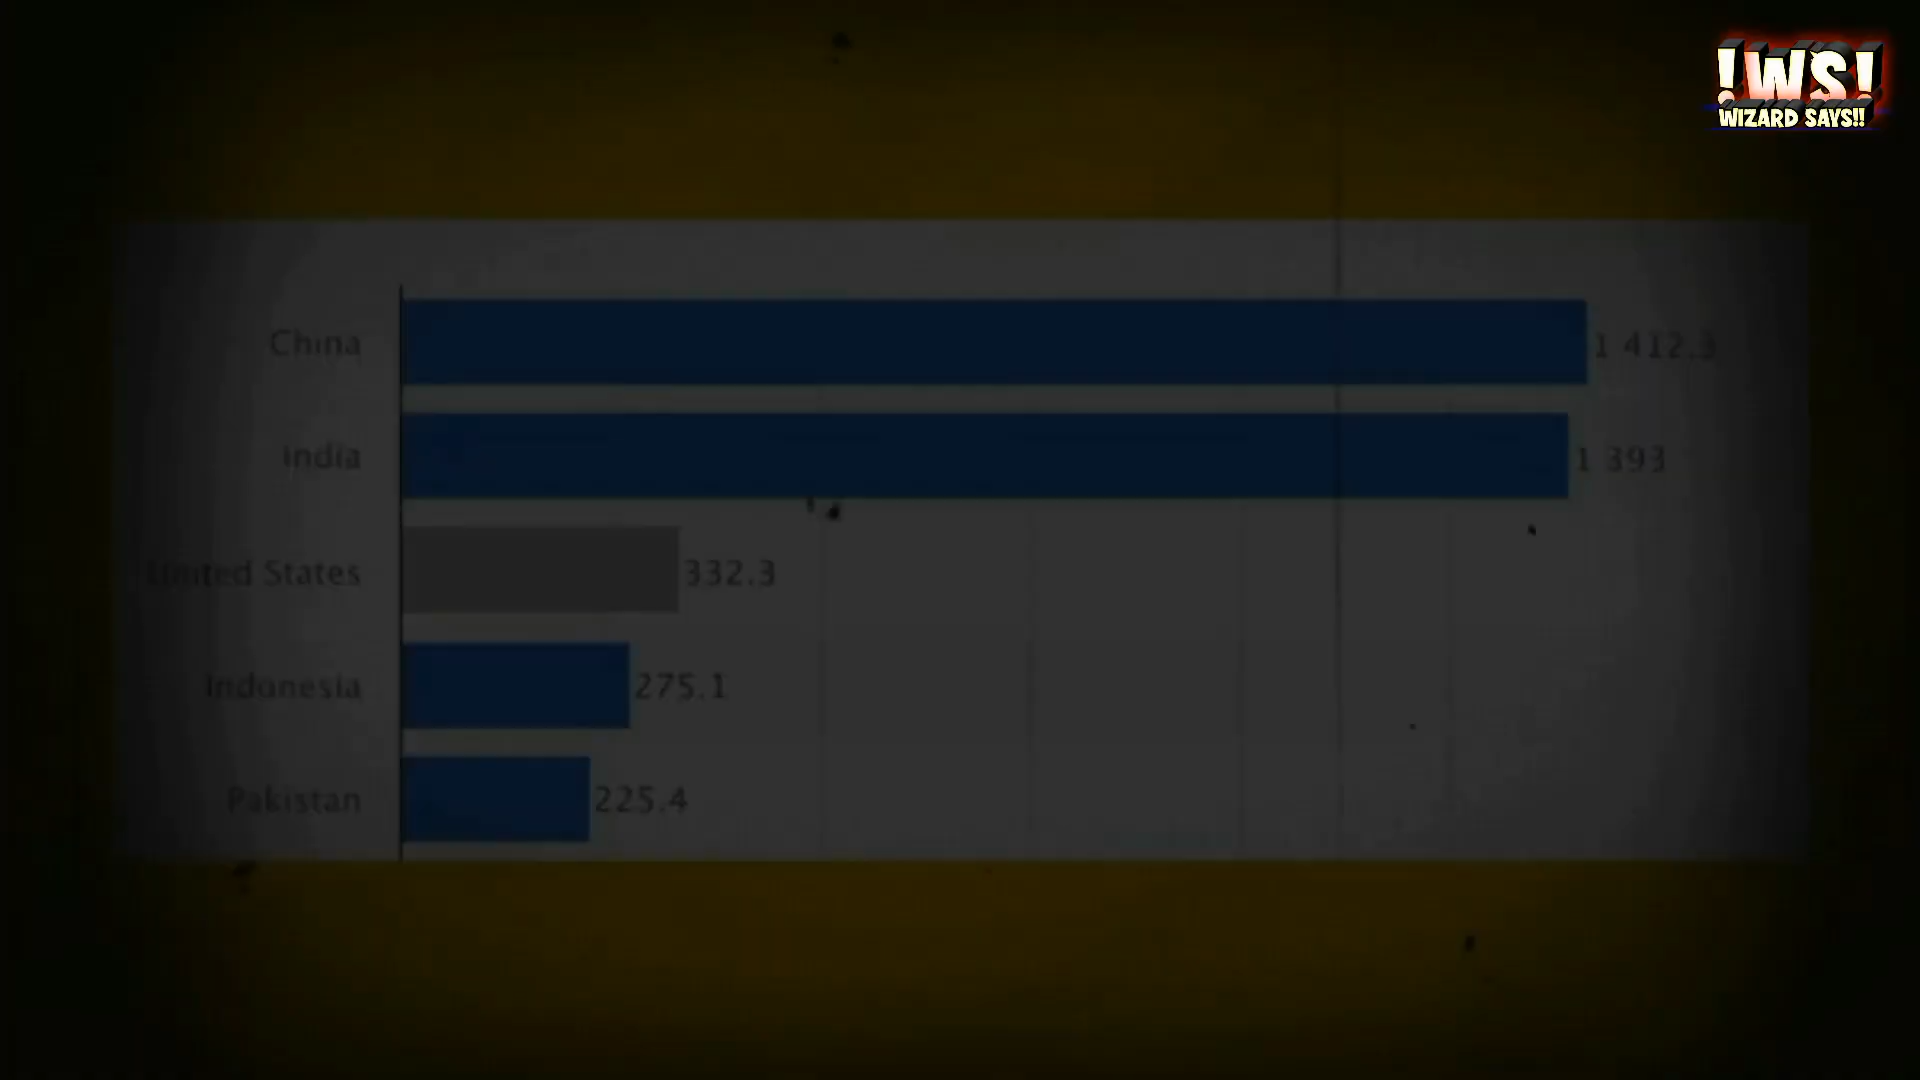 !WS!
WIZARD SAYS!!
China 1 412.3
India 1 393
United States 332.3
Indonesia 275.1
Pakistan 225.4